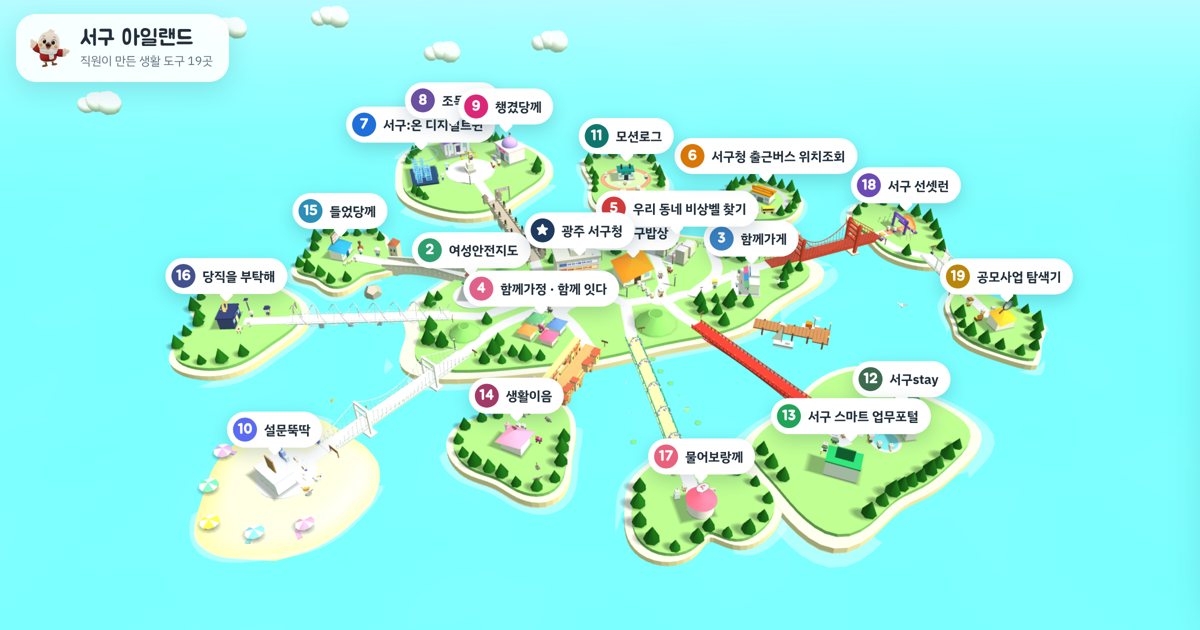 서구 아일랜드
직원이 만든 생활 도구 19곳
8 조
9 챙겼당께
7 서구:온 디지털트윈
11 모션로그
6 서구청 출근버스 위치조회
18 서구 선셋런
15 들었당께
5 우리 동네 비상벨 찾기
광주 서구청
구밥상
3 함께가게
2 여성안전지도
16 당직을 부탁해
4 함께가정 · 함께 잇다
19 공모사업 탐색기
12 서구stay
14 생활이음
13 서구 스마트 업무포털
10 설문뚝딱
17 물어보랑께